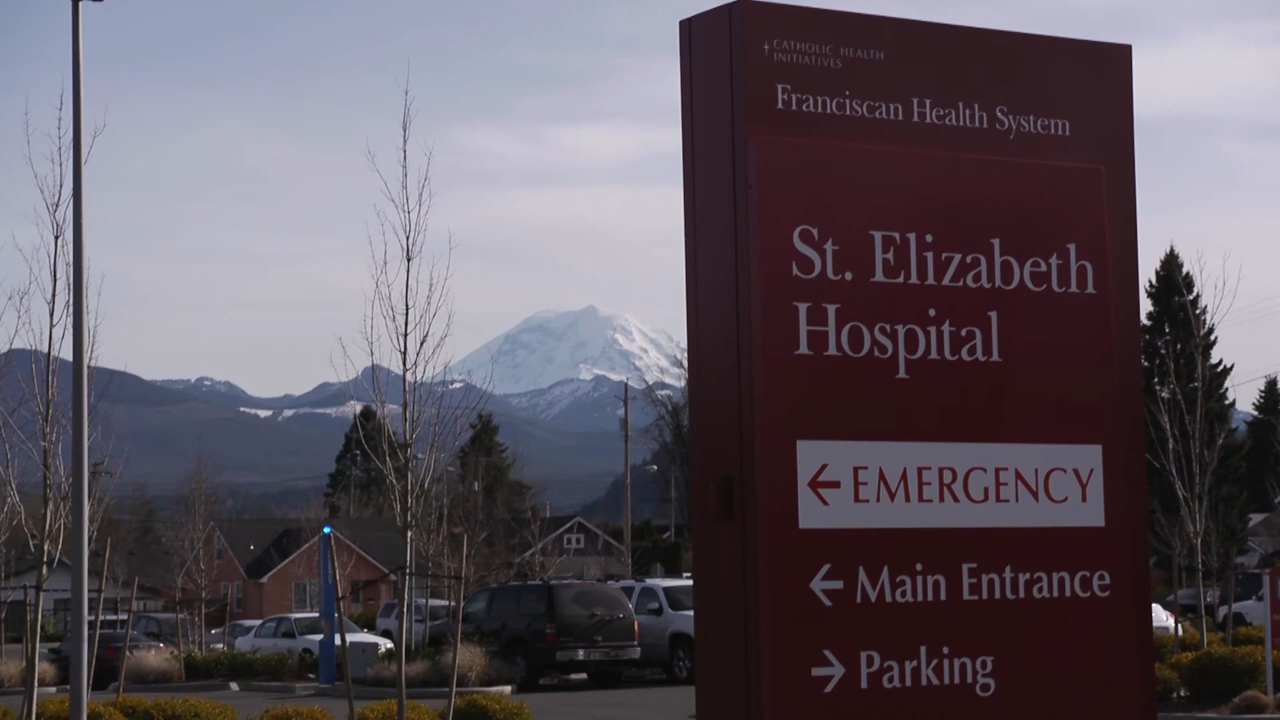 CATHOLIC HEALTH
INITIATIVES
Franciscan Health System
St. Elizabeth
Hospital
← EMERGENCY
← Main Entrance
→ Parking